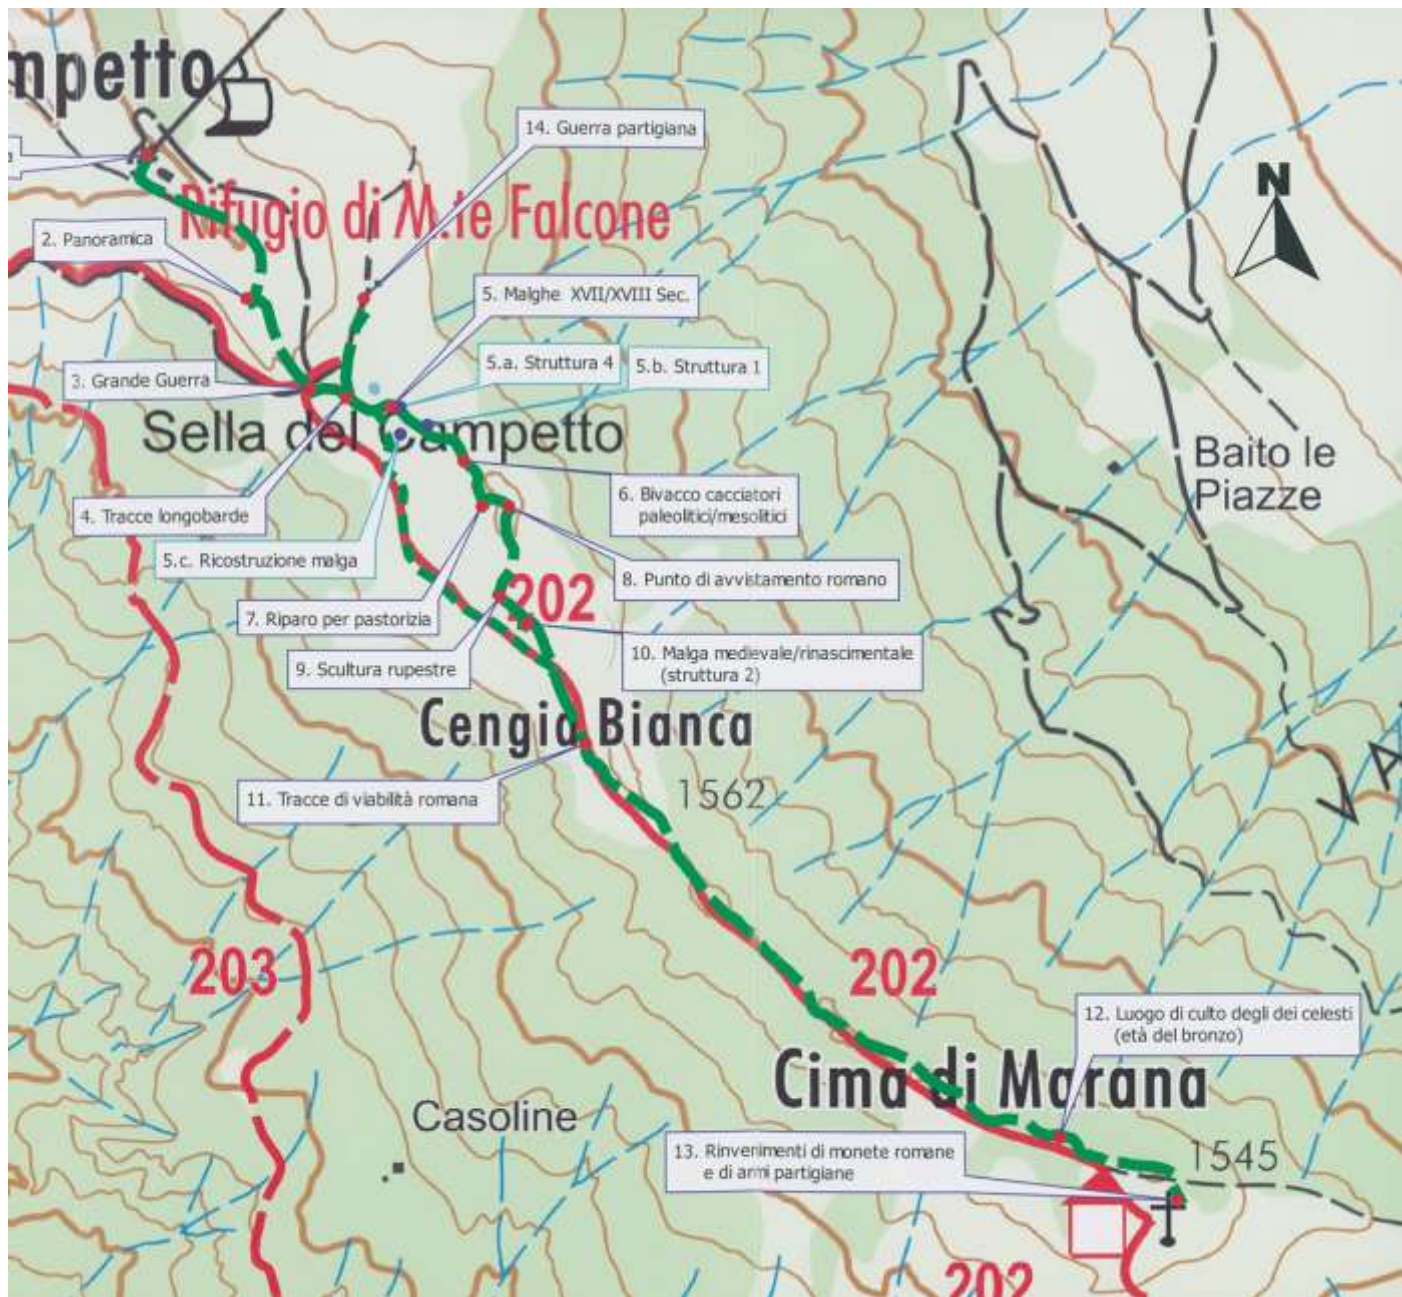 mpetto
14. Guerra partigiana
Rifugio di M.te Falcone
N
2. Panoramica
5. Malghe XVII/XVIII Sec.
5.a. Struttura 4
5.b. Struttura 1
3. Grande Guerra
Sella del Campetto
Baito le
Piazze
6. Bivacco cacciatori
paleolitici/mesolitici
4. Tracce longobarde
5.c. Ricostruzione malga
8. Punto di avvistamento romano
202
7. Riparo per pastorizia
10. Malga medievale/rinascimentale
(struttura 2)
9. Scultura rupestre
Cengia Bianca
11. Tracce di viabilità romana
1562
203
202
12. Luogo di culto degli dei celesti
(età del bronzo)
Cima di Marana
Casoline
13. Rinvenimenti di monete romane
e di armi partigiane
1545
202